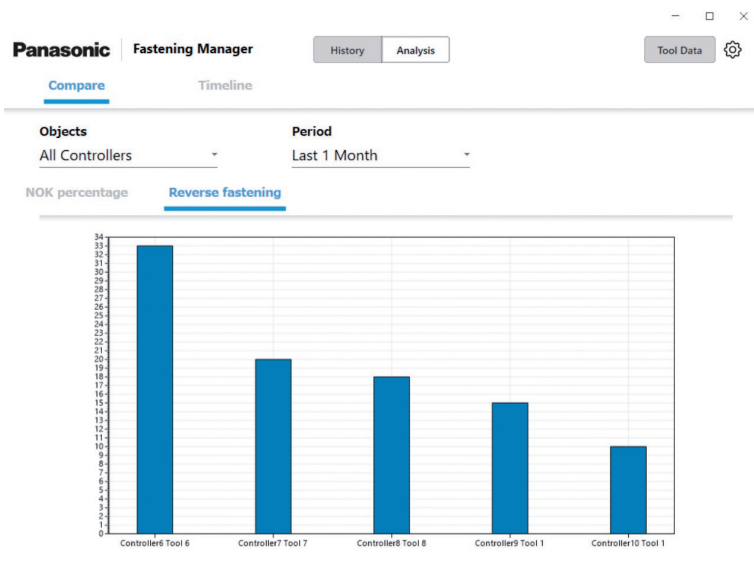 Panasonic
Fastening Manager
History
Analysis
Tool Data
Compare
Timeline
Objects
Period
All Controllers
Last 1 Month
NOK percentage
Reverse fastening
34
33
32
31
30
29
28
27
26
25
24
23
22
21
20
19
18
17
16
15
14
13
12
11
10
9
8
7
6
5
4
3
2
1
0
Controller6 Tool 6
Controller7 Tool 7
Controller8 Tool 8
Controller9 Tool 1
Controller10 Tool 1